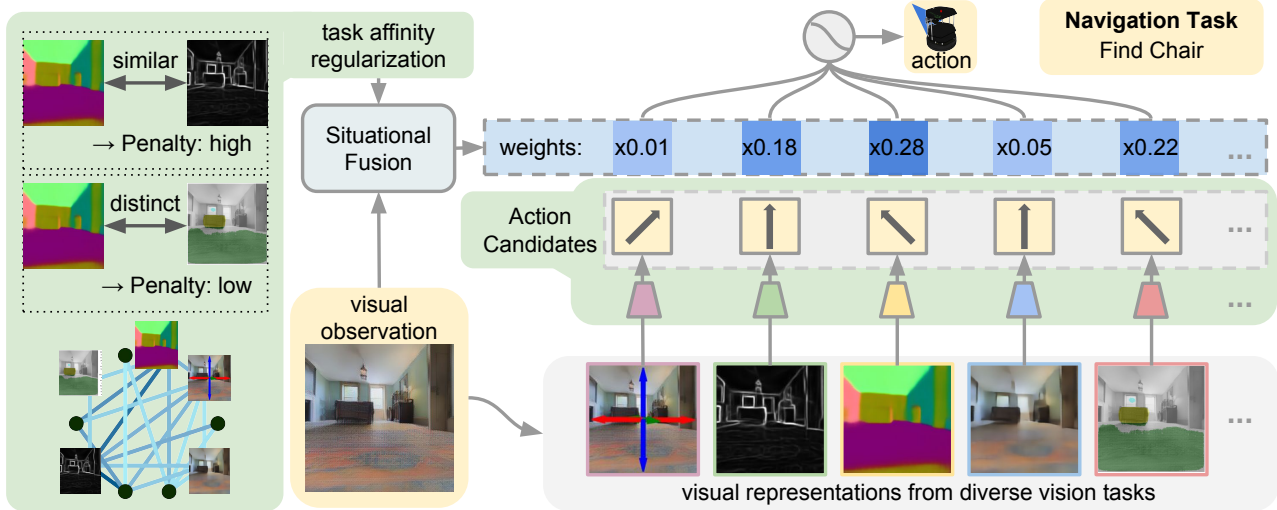 similar
→ Penalty: high
distinct
→ Penalty: low
task affinity
regularization
Situational
Fusion
visual
observation
action
Navigation Task
Find Chair
weights: x0.01 x0.18 x0.28 x0.05 x0.22 ...
Action
Candidates
...
...
...
visual representations from diverse vision tasks